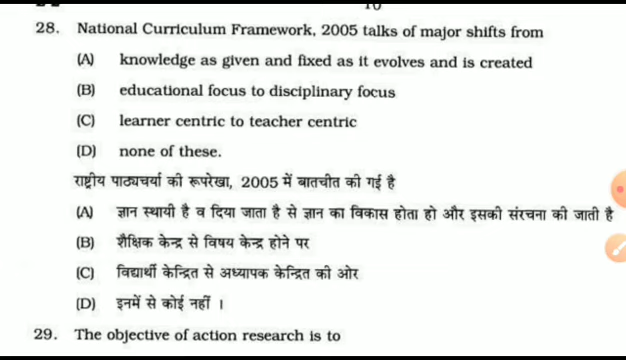 28. National Curriculum Framework, 2005 talks of major shifts from
(A) knowledge as given and fixed as it evolves and is created
(B) educational focus to disciplinary focus
(C) learner centric to teacher centric
(D) none of these.
राष्ट्रीय पाठ्यचर्या की रूपरेखा, 2005 में बातचीत की गई है
(A) ज्ञान स्थायी है व दिया जाता है से ज्ञान का विकास होता हो और इसकी संरचना की जाती है
(B) शैक्षिक केन्द्र से विषय केन्द्र होने पर
(C) विद्यार्थी केन्द्रित से अध्यापक केन्द्रित की ओर
(D) इनमें से कोई नहीं ।
29. The objective of action research is to